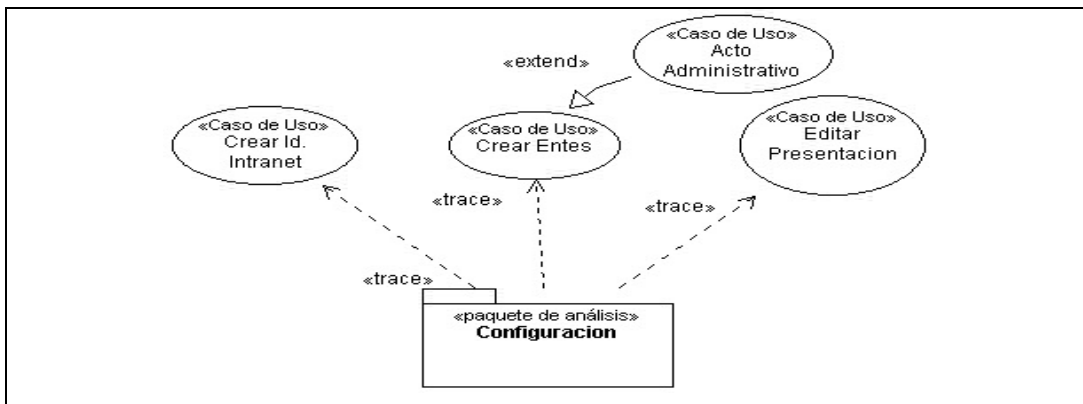 «Caso de Uso»
Acto
Administrativo
«extend»
«Caso de Uso»
Crear Id.
Intranet
«Caso de Uso»
Crear Entes
«Caso de Uso»
Editar
Presentacion
«trace»
«trace»
«trace»
«paquete de análisis»
Configuracion